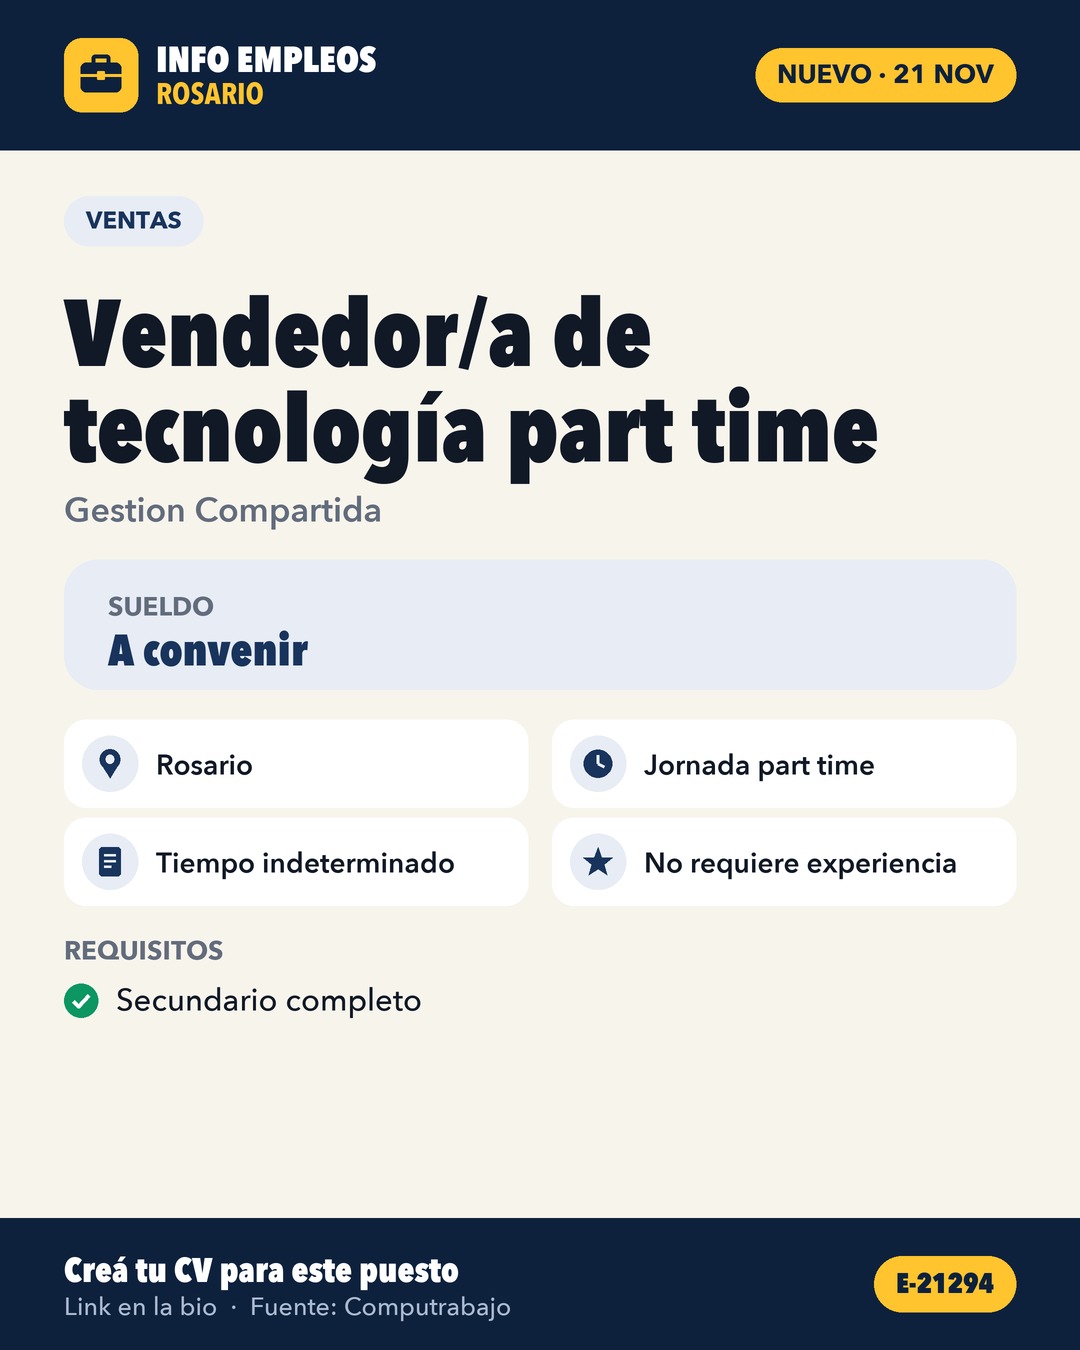 INFO EMPLEOS
ROSARIO
NUEVO · 21 NOV
VENTAS
Vendedor/a de
tecnología part time
Gestion Compartida
SUELDO
A convenir
Rosario
Jornada part time
Tiempo indeterminado
No requiere experiencia
REQUISITOS
Secundario completo
Creá tu CV para este puesto
Link en la bio · Fuente: Computrabajo
E-21294